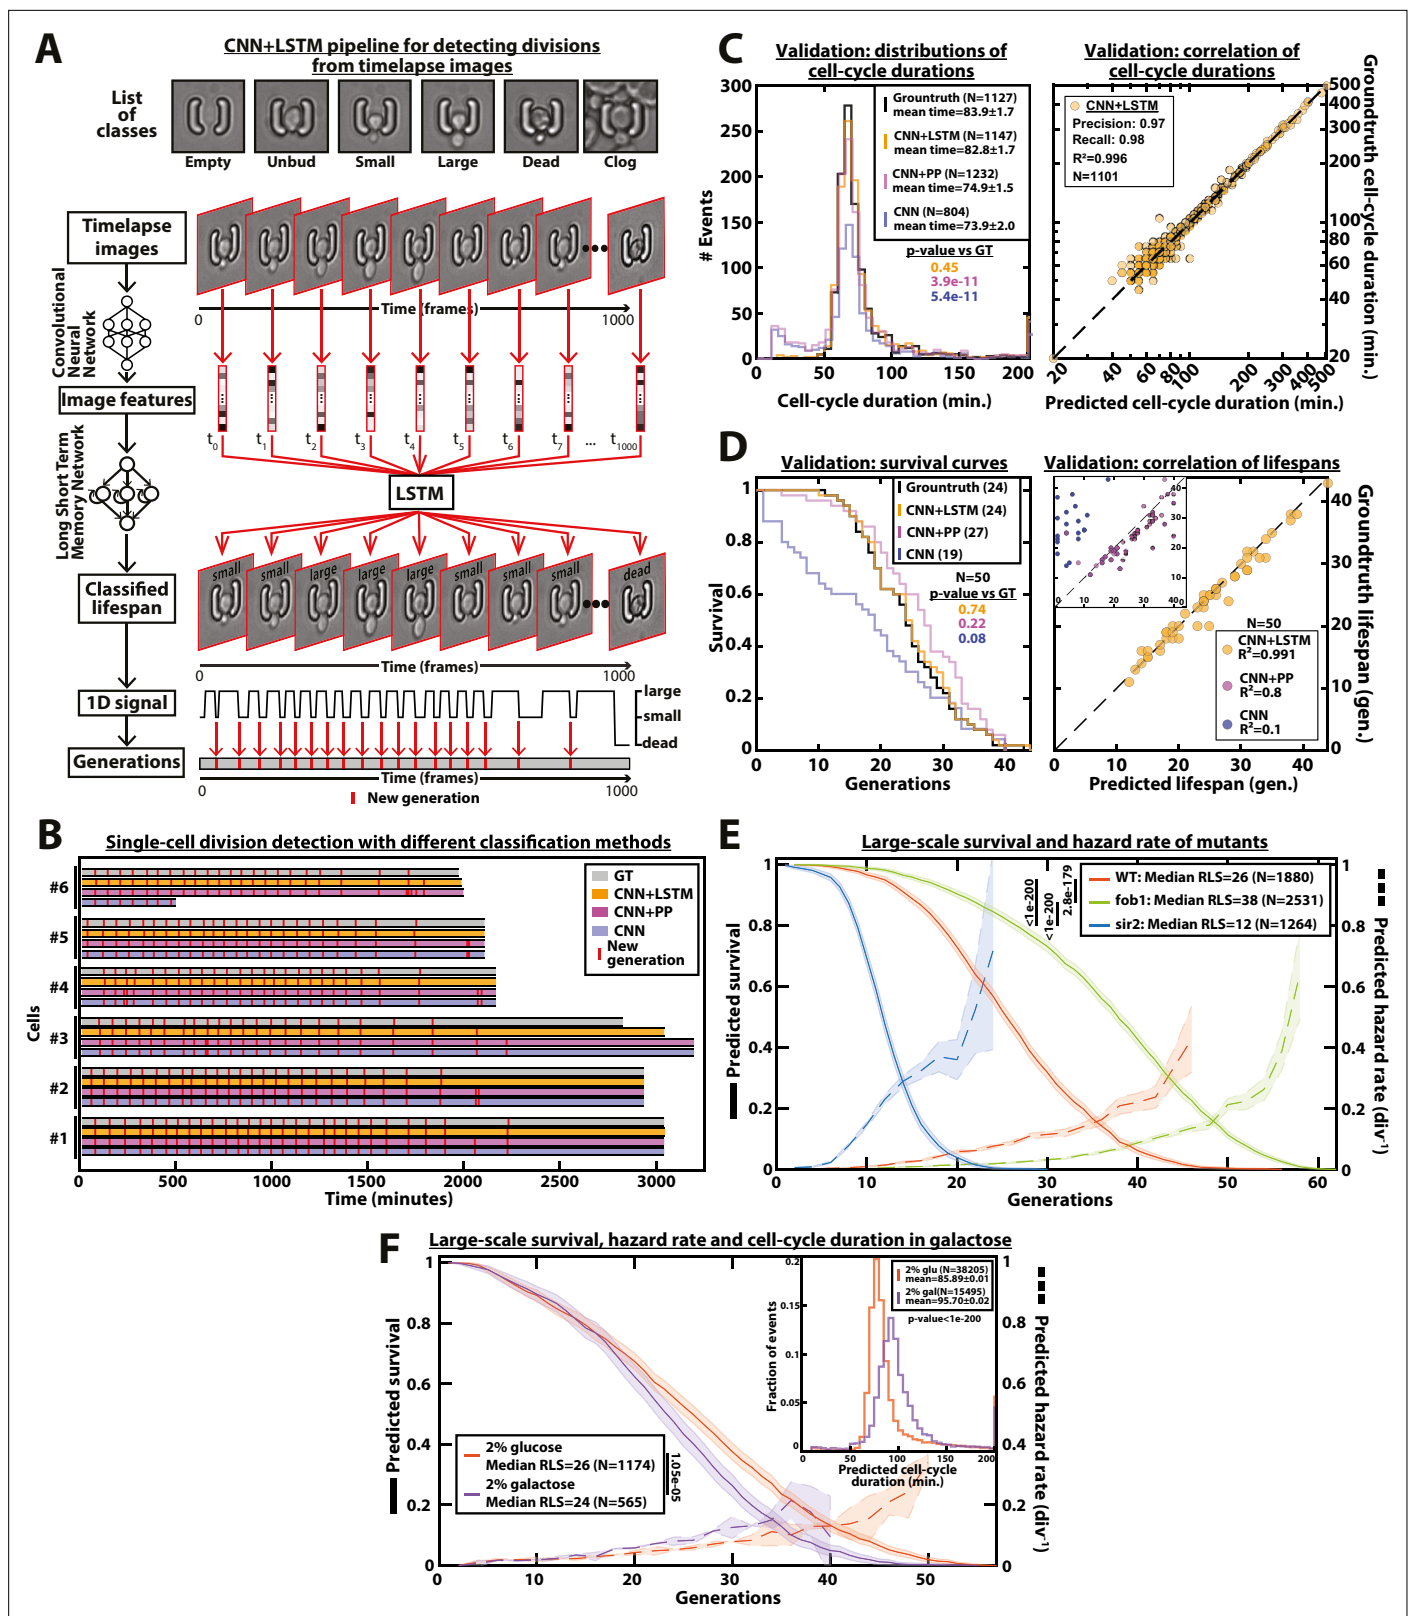 A
CNN+LSTM pipeline for detecting divisions
from timelapse images
List
of
classes
Empty
Unbud
Small
Large
Dead
Clog
Timelapse
images
Convolutional
Neural
Network
Image features
Long Short Term
Memory Network
Classified
lifespan
1D signal
Generations
0
Time (frames)
1000
t0
t1
t2
t3
t4
t5
t6
t7
...
t1000
LSTM
small
small
large
large
large
small
small
small
dead
0
Time (frames)
1000
large
small
dead
Time (frames)
0
1000
New generation
B
Single-cell division detection with different classification methods
GT
CNN+LSTM
CNN+PP
CNN
New
generation
Cells
#6
#5
#4
#3
#2
#1
0
500
1000
1500
2000
2500
3000
Time (minutes)
C
Validation: distributions of
cell-cycle durations
# Events
300
250
200
150
100
50
0
Grountruth (N=1127)
mean time=83.9±1.7
CNN+LSTM (N=1147)
mean time=82.8±1.7
CNN+PP (N=1232)
mean time=74.9±1.5
CNN (N=804)
mean time=73.9±2.0
p-value vs GT
0.45
3.9e-11
5.4e-11
0
50
100
150
200
Cell-cycle duration (min.)
Validation: correlation of
cell-cycle durations
CNN+LSTM
Precision: 0.97
Recall: 0.98
R²=0.996
N=1101
500
400
300
200
100
80
60
40
20
Groundtruth cell-cycle duration (min.)
20
40
60
80
100
200
300
400
500
Predicted cell-cycle duration (min.)
D
Validation: survival curves
Survival
1
0.8
0.6
0.4
0.2
0
Grountruth (24)
CNN+LSTM (24)
CNN+PP (27)
CNN (19)
N=50
p-value vs GT
0.74
0.22
0.08
0
10
20
30
40
Generations
Validation: correlation of lifespans
40
30
20
10
0
0
10
20
30
40
N=50
CNN+LSTM
R²=0.991
CNN+PP
R²=0.8
CNN
R²=0.1
40
30
20
10
0
Groundtruth lifespan (gen.)
0
10
20
30
40
Predicted lifespan (gen.)
E
Large-scale survival and hazard rate of mutants
Predicted survival
1
0.8
0.6
0.4
0.2
0
<1e-200
<1e-200
2.8e-179
WT: Median RLS=26 (N=1880)
fob1: Median RLS=38 (N=2531)
sir2: Median RLS=12 (N=1264)
1
0.8
0.6
0.4
0.2
0
Predicted hazard rate (div⁻¹)
0
10
20
30
40
50
60
Generations
F
Large-scale survival, hazard rate and cell-cycle duration in galactose
Predicted survival
1
0.8
0.6
0.4
0.2
0
2% glucose
Median RLS=26 (N=1174)
2% galactose
Median RLS=24 (N=565)
1.05e-05
Fraction of events
0.2
0.15
0.1
0.05
0
2% glu (N=38205)
mean=85.89±0.01
2% gal(N=15495)
mean=95.70±0.02
p-value<1e-200
0
50
100
150
200
Predicted cell-cycle
duration (min.)
1
0.8
0.6
0.4
0.2
0
Predicted hazard rate (div⁻¹)
0
10
20
30
40
50
Generations